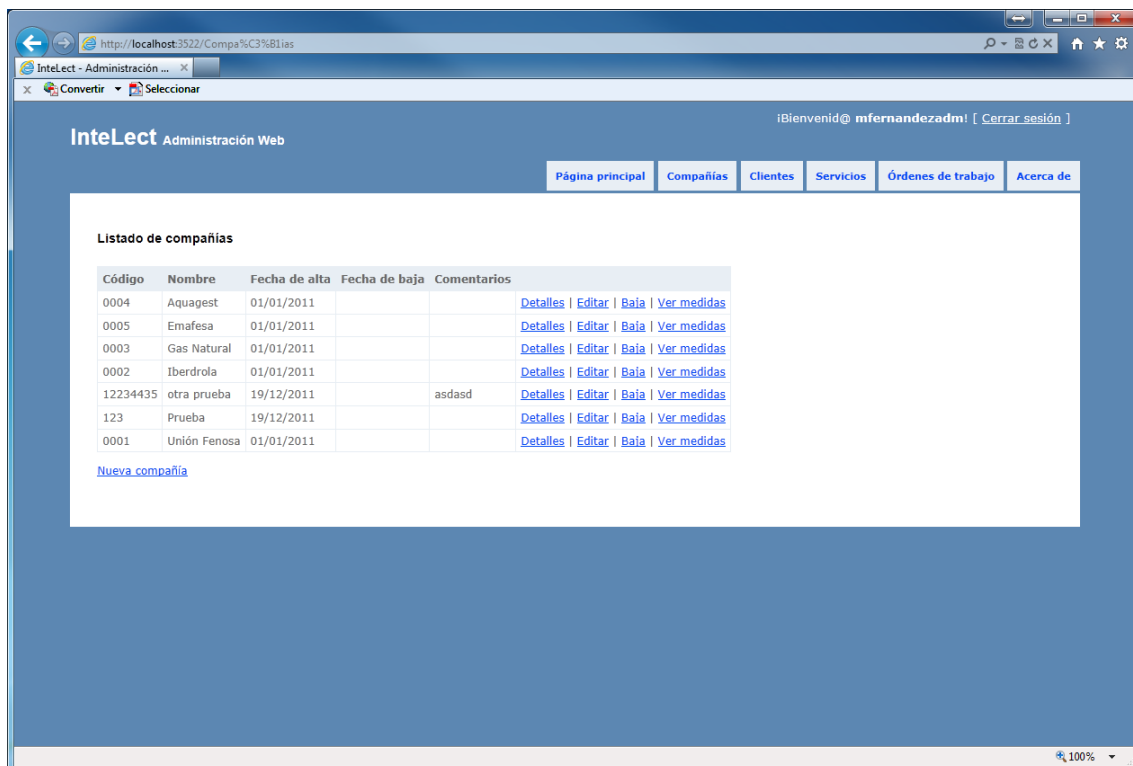 http://localhost:3522/Compa%C3%B1ias
InteLect - Administración ...
Convertir Seleccionar
¡Bienvenid@ mfernandezadm! [ Cerrar sesión ]
InteLect Administración Web
Página principal Compañías Clientes Servicios Órdenes de trabajo Acerca de
Listado de compañías
Código Nombre Fecha de alta Fecha de baja Comentarios
0004 Aquagest 01/01/2011 Detalles | Editar | Baja | Ver medidas
0005 Emafesa 01/01/2011 Detalles | Editar | Baja | Ver medidas
0003 Gas Natural 01/01/2011 Detalles | Editar | Baja | Ver medidas
0002 Iberdrola 01/01/2011 Detalles | Editar | Baja | Ver medidas
12234435 otra prueba 19/12/2011 asdasd Detalles | Editar | Baja | Ver medidas
123 Prueba 19/12/2011 Detalles | Editar | Baja | Ver medidas
0001 Unión Fenosa 01/01/2011 Detalles | Editar | Baja | Ver medidas
Nueva compañía
100%